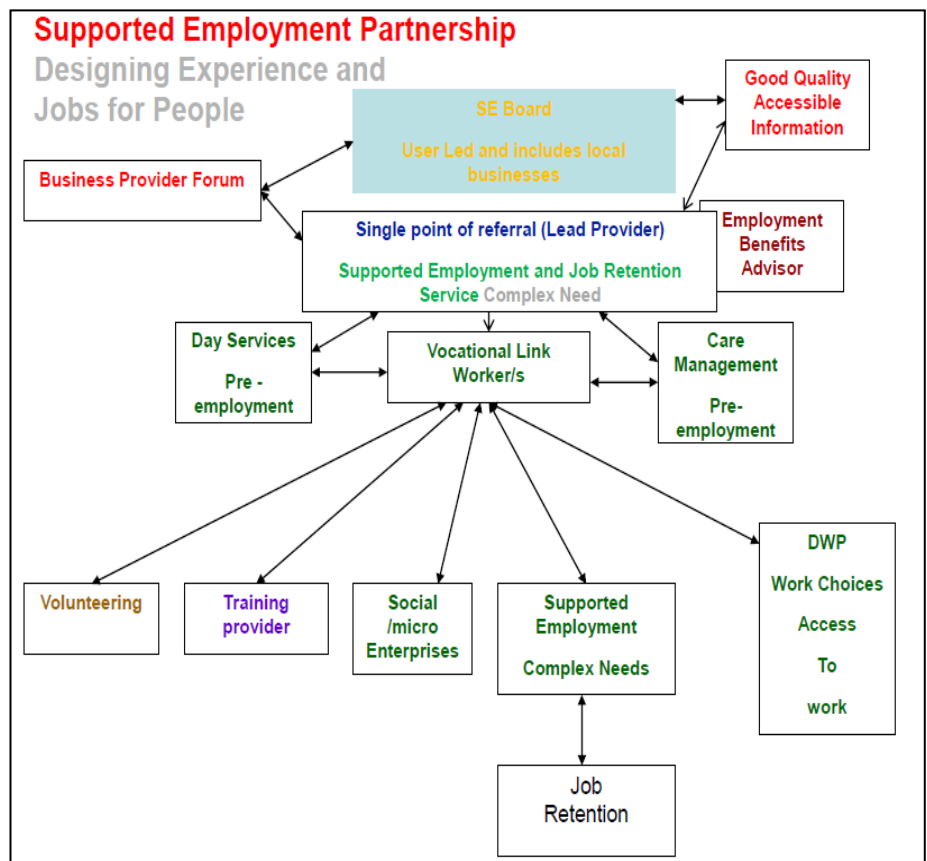 Supported Employment Partnership
Designing Experience and
Jobs for People
SE Board
User Led and includes local
businesses
Good Quality
Accessible
Information
Business Provider Forum
Single point of referral (Lead Provider)
Supported Employment and Job Retention
Service Complex Need
Employment
Benefits
Advisor
Day Services
Pre -
employment
Vocational Link
Worker/s
Care
Management
Pre-
employment
Volunteering
Training
provider
Social
/micro
Enterprises
Supported
Employment
Complex Needs
DWP
Work Choices
Access
To
work
Job
Retention